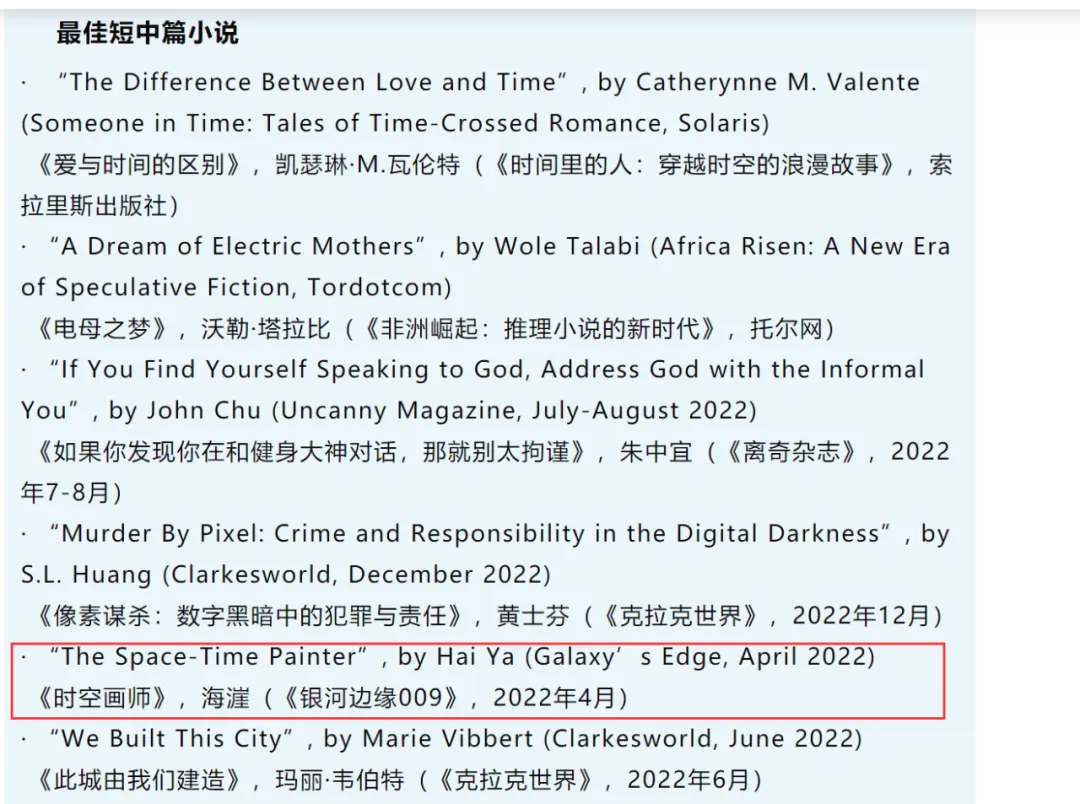 最佳短中篇小说
· “The Difference Between Love and Time”, by Catherynne M. Valente
(Someone in Time: Tales of Time-Crossed Romance, Solaris)
《爱与时间的区别》，凯瑟琳·M.瓦伦特（《时间里的人：穿越时空的浪漫故事》，索
拉里斯出版社）
· “A Dream of Electric Mothers”, by Wole Talabi (Africa Risen: A New Era
of Speculative Fiction, Tordotcom)
《电母之梦》，沃勒·塔拉比（《非洲崛起：推理小说的新时代》，托尔网）
· “If You Find Yourself Speaking to God, Address God with the Informal
You”, by John Chu (Uncanny Magazine, July-August 2022)
《如果你发现你在和健身大神对话，那就别太拘谨》，朱中宜（《离奇杂志》，2022
年7-8月）
· “Murder By Pixel: Crime and Responsibility in the Digital Darkness”, by
S.L. Huang (Clarkesworld, December 2022)
《像素谋杀：数字黑暗中的犯罪与责任》，黄士芬（《克拉克世界》，2022年12月）
· “The Space-Time Painter”, by Hai Ya (Galaxy’s Edge, April 2022)
《时空画师》，海崖（《银河边缘009》，2022年4月）
· “We Built This City”, by Marie Vibbert (Clarkesworld, June 2022)
《此城由我们建造》，玛丽·韦伯特（《克拉克世界》，2022年6月）